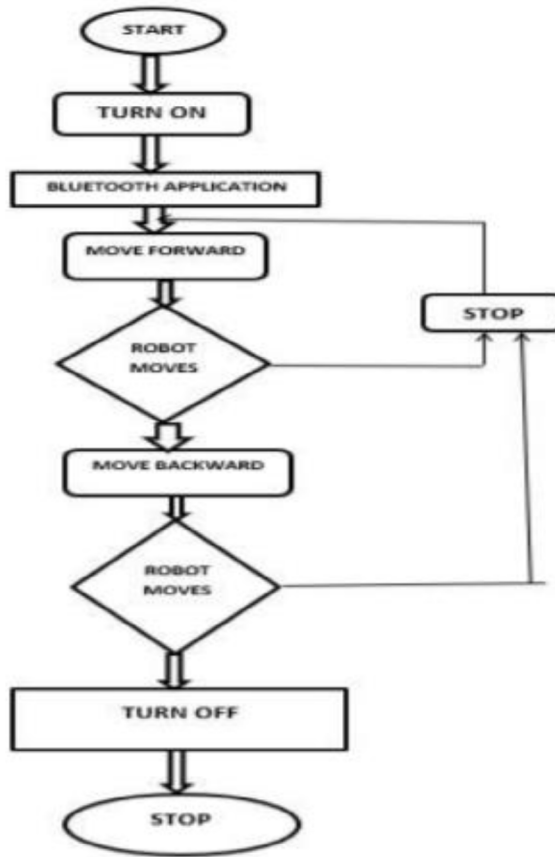 START
TURN ON
BLUETOOTH APPLICATION
MOVE FORWARD
STOP
ROBOT
MOVES
MOVE BACKWARD
ROBOT
MOVES
TURN OFF
STOP